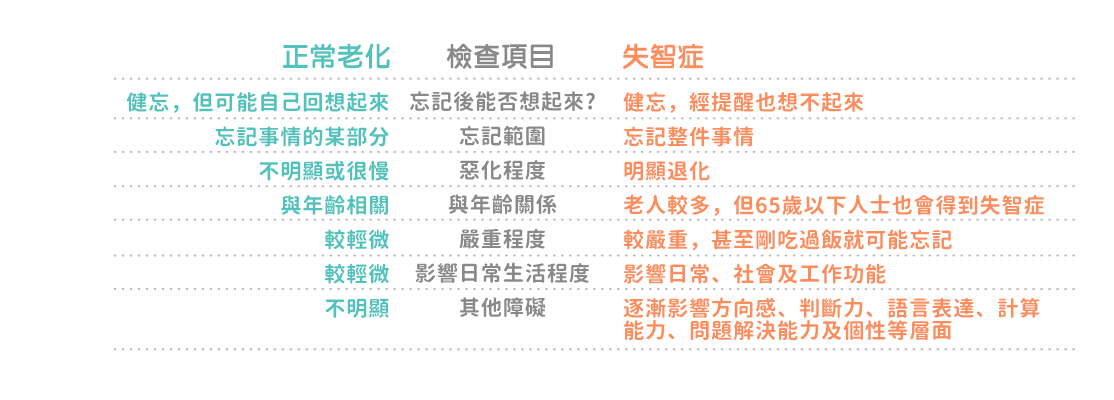 正常老化 檢查項目 失智症
健忘，但可能自己回想起來 忘記後能否想起來? 健忘，經提醒也想不起來
忘記事情的某部分 忘記範圍 忘記整件事情
不明顯或很慢 惡化程度 明顯退化
與年齡相關 與年齡關係 老人較多，但65歲以下人士也會得到失智症
較輕微 嚴重程度 較嚴重，甚至剛吃過飯就可能忘記
較輕微 影響日常生活程度 影響日常、社會及工作功能
不明顯 其他障礙 逐漸影響方向感、判斷力、語言表達、計算
能力、問題解決能力及個性等層面